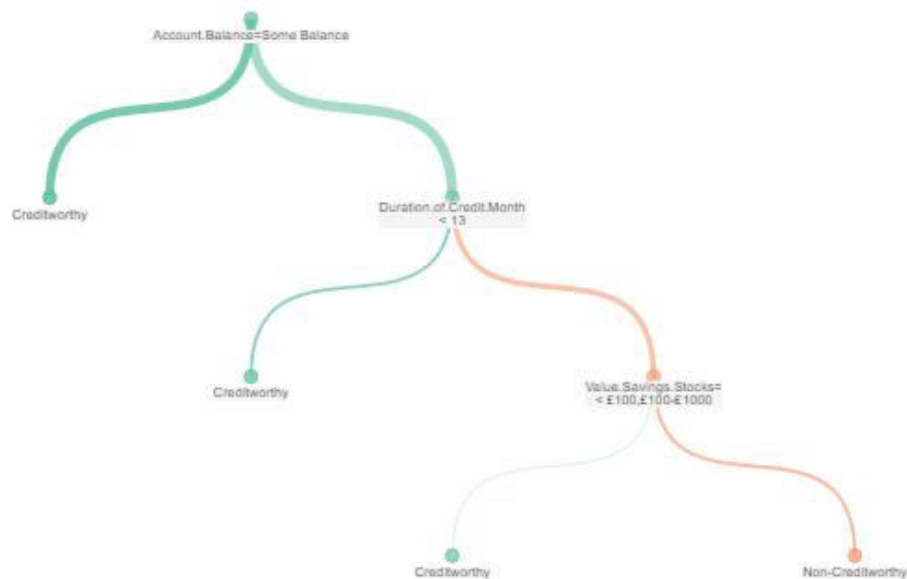 Account.Balance=Some Balance
Creditworthy
Duration.of.Credit.Month
< 13
Creditworthy
Value.Savings.Stocks=
< £100,£100-£1000
Creditworthy
Non-Creditworthy